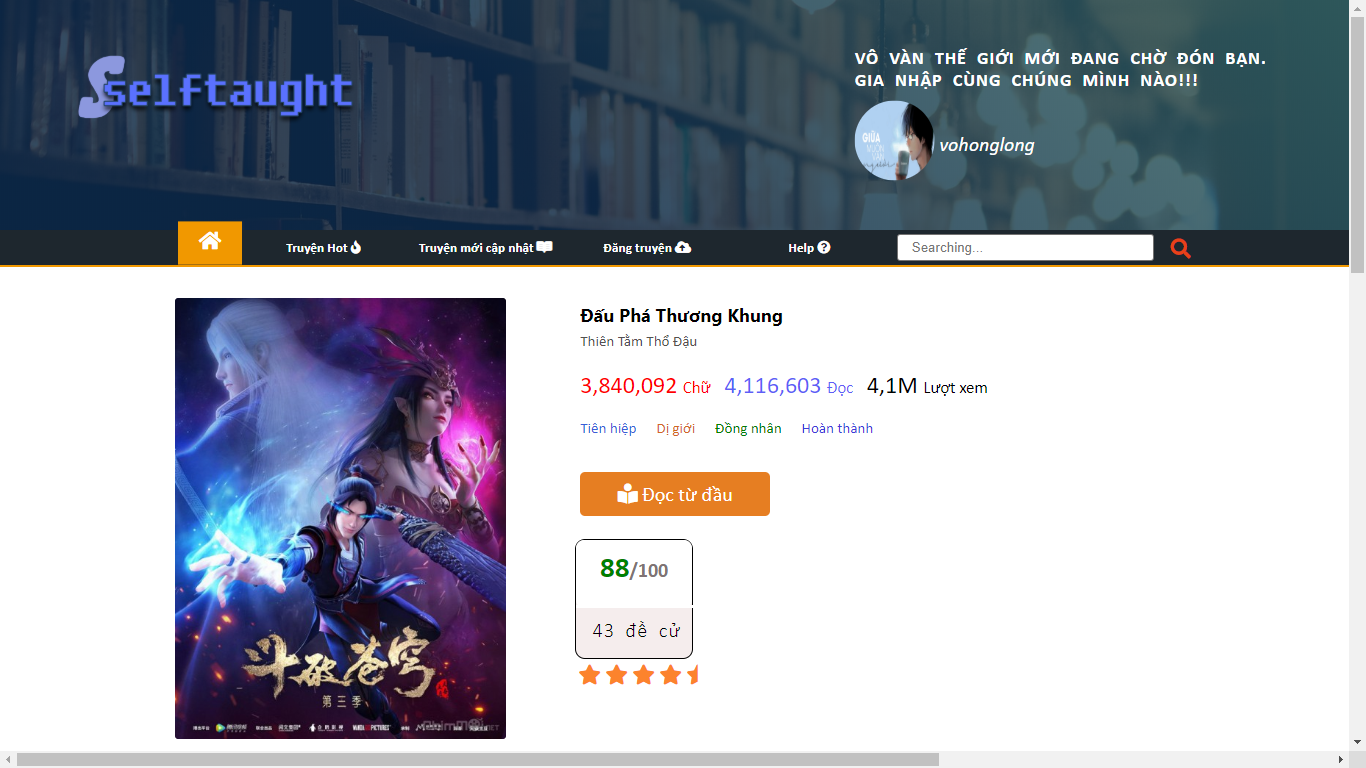 Sselftaught
VÔ VÀN THẾ GIỚI MỚI ĐANG CHỜ ĐÓN BẠN.
GIA NHẬP CÙNG CHÚNG MÌNH NÀO!!!
GIỮA
vohonglong
Truyện Hot
Truyện mới cập nhật
Đăng truyện
Help
Searching...
Đấu Phá Thương Khung
Thiên Tằm Thổ Đậu
3,840,092 Chữ 4,116,603 Đọc 4,1M Lượt xem
Tiên hiệp Dị giới Đồng nhân Hoàn thành
Đọc từ đầu
88/100
43 đề cử
斗破苍穹
第三季